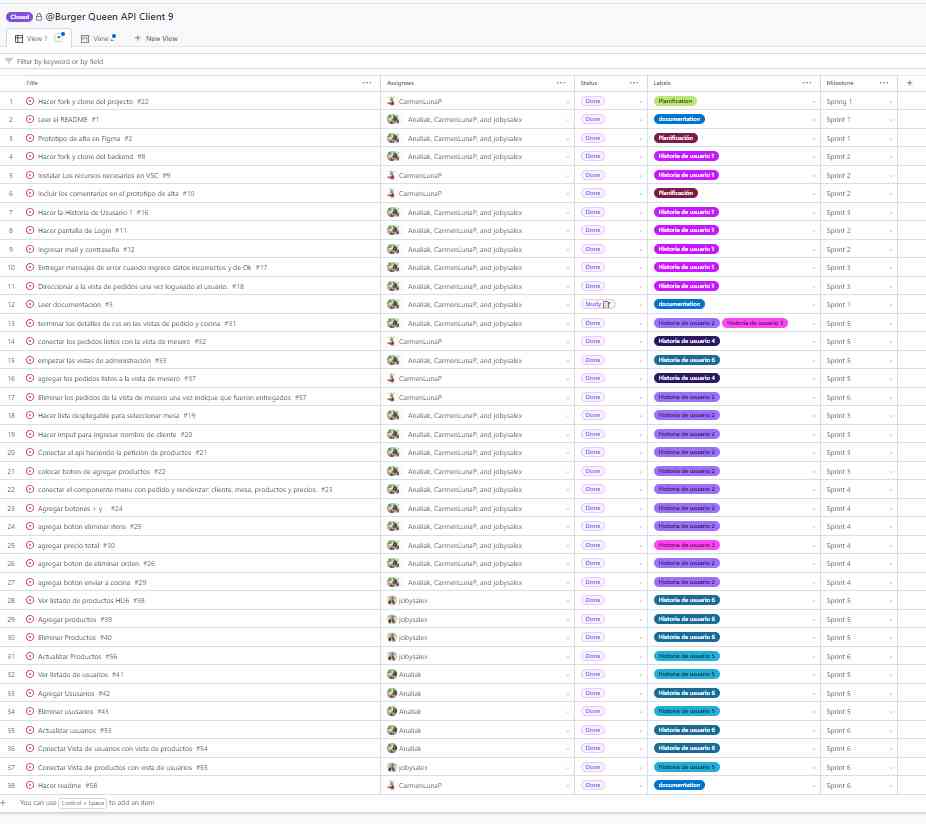 Closed @Burger Queen API Client 9
View 1 View 2 + New View
Filter by keyword or by field
Title Assignees Status Labels Milestone +
1 Hacer fork y clone del proyecto #22 CarmenLunaP Done Planification Spring 1
2 Leer el README #1 Analiak, CarmenLunaP, and jobysalex Done documentation Sprint 1
3 Prototipo de alta en Figma #2 Analiak, CarmenLunaP, and jobysalex Done Planificación Sprint 1
4 Hacer fork y clone del backend #8 Analiak, CarmenLunaP, and jobysalex Done Historia de usuario 1 Sprint 2
5 Instalar Los recursos necesarios en VSC #9 CarmenLunaP Done Historia de usuario 1 Sprint 2
6 Incluir los comentarios en el prototipo de alta #10 CarmenLunaP Done Planificación Sprint 2
7 Hacer la Historia de Ususario 1 #16 Analiak, CarmenLunaP, and jobysalex Done Historia de usuario 1 Sprint 3
8 Hacer pantalla de Login #11 Analiak, CarmenLunaP, and jobysalex Done Historia de usuario 1 Sprint 2
9 Ingresar mail y contraseña #12 Analiak, CarmenLunaP, and jobysalex Done Historia de usuario 1 Sprint 2
10 Entregar mensajes de error cuando ingreso datos incorrectos y de Ok #17 Analiak, CarmenLunaP, and jobysalex Done Historia de usuario 1 Sprint 3
11 Direccionar a la vista de pedidos una vez logueado el usuario. #18 Analiak, CarmenLunaP, and jobysalex Done Historia de usuario 1 Sprint 3
12 Leer documentación #3 Analiak, CarmenLunaP, and jobysalex Study documentation Sprint 1
13 terminar los detalles de css en las vistas de pedido y cocina #31 Analiak, CarmenLunaP, and jobysalex Done Historia de usuario 2 Historia de usuario 3 Sprint 5
14 conectar los pedidos listos con la vista de mesero #32 CarmenLunaP Done Historia de usuario 4 Sprint 5
15 empezar las vistas de administración #33 Analiak, CarmenLunaP, and jobysalex Done Historia de usuario 6 Sprint 5
16 agregar los pedidos listos a la vista de mesero #37 CarmenLunaP Done Historia de usuario 4 Sprint 5
17 Eliminar los pedidos de la vista de mesero una vez indique que fueron entregados #57 CarmenLunaP Done Historia de usuario 2 Sprint 6
18 Hacer lista desplegable para seleccionar mesa #19 Analiak, CarmenLunaP, and jobysalex Done Historia de usuario 2 Sprint 3
19 Hacer imput para ingresar nombre de cliente #20 Analiak, CarmenLunaP, and jobysalex Done Historia de usuario 2 Sprint 3
20 Conectar el api haciendo la petición de productos #21 Analiak, CarmenLunaP, and jobysalex Done Historia de usuario 2 Sprint 3
21 colocar boton de agregar productos #22 Analiak, CarmenLunaP, and jobysalex Done Historia de usuario 2 Sprint 3
22 conectar el componente menu con pedido y renderizar: cliente, mesa, productos y precios. #23 Analiak, CarmenLunaP, and jobysalex Done Historia de usuario 2 Sprint 4
23 Agregar botones + y - #24 Analiak, CarmenLunaP, and jobysalex Done Historia de usuario 2 Sprint 4
24 agregar boton eliminar items #25 Analiak, CarmenLunaP, and jobysalex Done Historia de usuario 2 Sprint 4
25 agregar precio total #30 Analiak, CarmenLunaP, and jobysalex Done Historia de usuario 2 Sprint 4
26 agregar boton de eliminar orden #26 Analiak, CarmenLunaP, and jobysalex Done Historia de usuario 2 Sprint 4
27 agregar boton enviar a cocina #29 Analiak, CarmenLunaP, and jobysalex Done Historia de usuario 2 Sprint 4
28 Ver listado de productos HU6 #38 jobysalex Done Historia de usuario 6 Sprint 5
29 Agregar productos #39 jobysalex Done Historia de usuario 6 Sprint 5
30 Eliminar Productos #40 jobysalex Done Historia de usuario 6 Sprint 5
31 Actualizar Productos #56 jobysalex Done Historia de usuario 5 Sprint 6
32 Ver listado de usuarios #41 Analiak Done Historia de usuario 5 Sprint 5
33 Agregar Ususarios #42 Analiak Done Historia de usuario 6 Sprint 5
34 Eliminar ususarios #43 Analiak Done Historia de usuario 5 Sprint 5
35 Actualizar usuarios #53 Analiak Done Historia de usuario 6 Sprint 6
36 Conectar Vista de usuarios con vista de productos #54 Analiak Done Historia de usuario 6 Sprint 6
37 Conectar Vista de productos con vista de usuarios #55 jobysalex Done Historia de usuario 5 Sprint 6
38 Hacer readme #58 CarmenLunaP Done documentation Sprint 6
+ You can use Control + Space to add an item